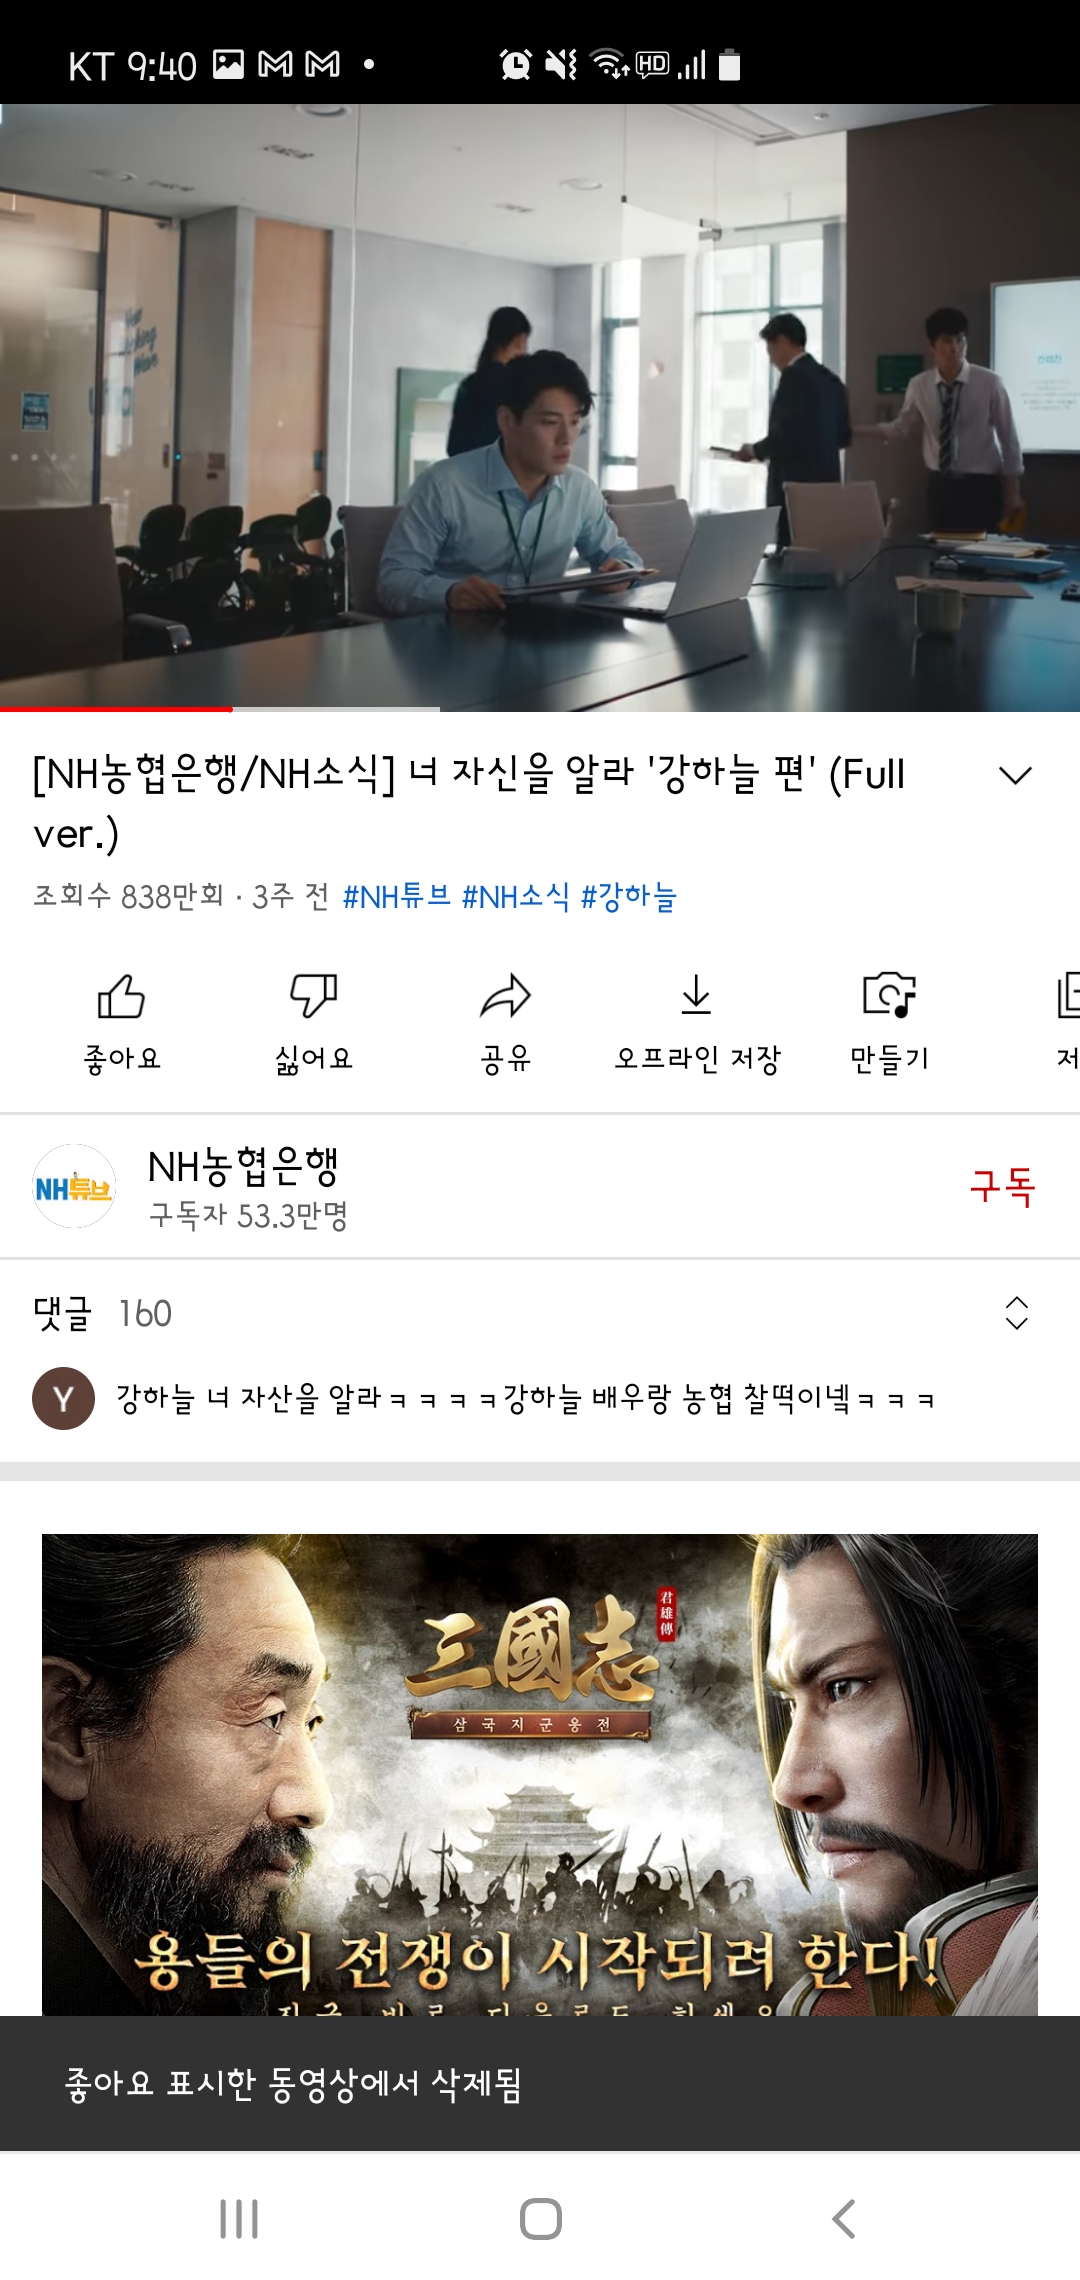 KT 9:40
HD
[NH농협은행/NH소식] 너 자신을 알라 '강하늘 편' (Full
ver.)
조회수 838만회 · 3주 전 #NH튜브 #NH소식 #강하늘
좋아요 싫어요 공유 오프라인 저장 만들기 저
NH튜브
NH농협은행
구독자 53.3만명
구독
댓글 160
Y
강하늘 너 자산을 알라ㅋㅋㅋㅋ강하늘 배우랑 농협 찰떡이넼ㅋㅋㅋ
三國志
君雄傳
삼국지군웅전
용들의 전쟁이 시작되려 한다!
좋아요 표시한 동영상에서 삭제됨